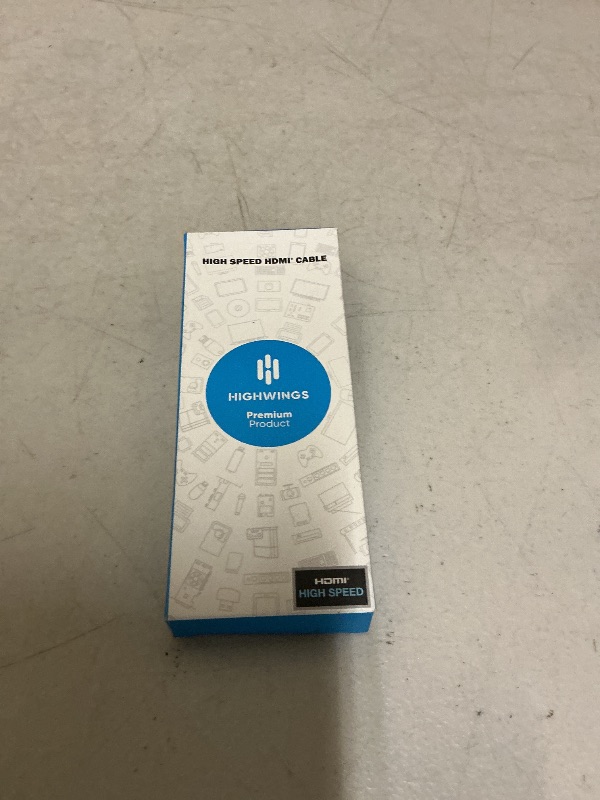 HIGH SPEED HDMI® CABLE
HIGHWINGS
Premium
Product
HDMI®
HIGH SPEED